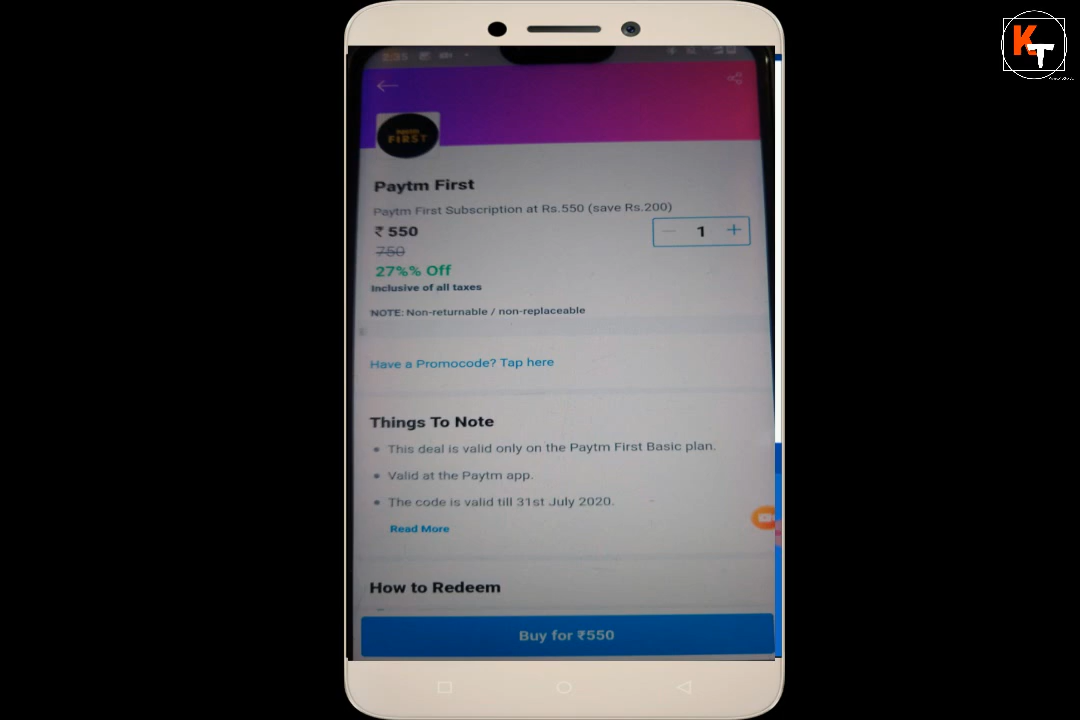 KT
PAYTM
FIRST
Paytm First
Paytm First Subscription at Rs.550 (save Rs.200)
₹ 550
− 1 +
750
27%% Off
Inclusive of all taxes
NOTE: Non-returnable / non-replaceable
Have a Promocode? Tap here
Things To Note
• This deal is valid only on the Paytm First Basic plan.
• Valid at the Paytm app.
• The code is valid till 31st July 2020.
Read More
How to Redeem
Buy for ₹550